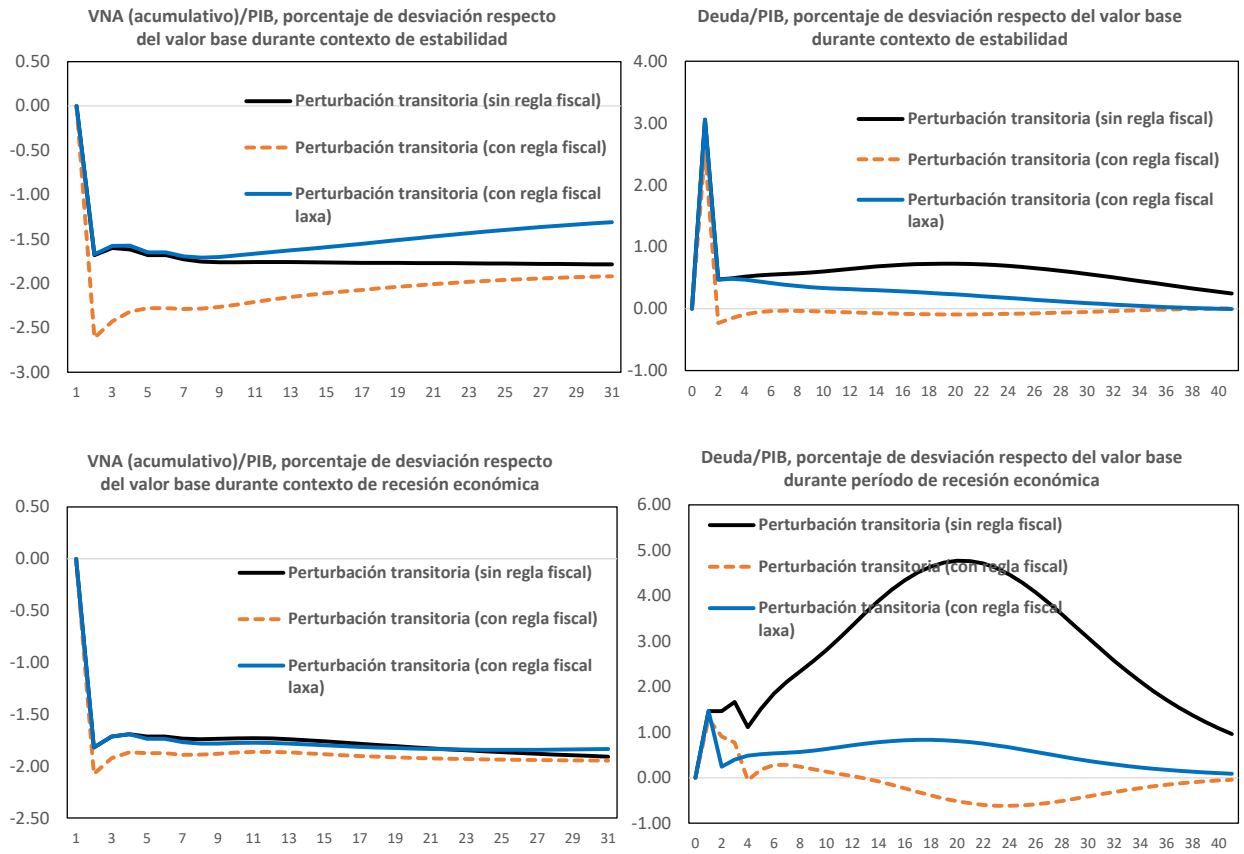 VNA (acumulativo)/PIB, porcentaje de desviación respecto
del valor base durante contexto de estabilidad
0.50
0.00
-0.50
-1.00
-1.50
-2.00
-2.50
-3.00
Perturbación transitoria (sin regla fiscal)
Perturbación transitoria (con regla fiscal)
Perturbación transitoria (con regla fiscal
laxa)
1 3 5 7 9 11 13 15 17 19 21 23 25 27 29 31
Deuda/PIB, porcentaje de desviación respecto del valor base
durante contexto de estabilidad
4.00
3.00
2.00
1.00
0.00
-1.00
Perturbación transitoria (sin regla fiscal)
Perturbación transitoria (con regla fiscal)
Perturbación transitoria (con regla fiscal
laxa)
0 2 4 6 8 10 12 14 16 18 20 22 24 26 28 30 32 34 36 38 40
VNA (acumulativo)/PIB, porcentaje de desviación respecto
del valor base durante contexto de recesión económica
0.50
0.00
-0.50
-1.00
-1.50
-2.00
-2.50
Perturbación transitoria (sin regla fiscal)
Perturbación transitoria (con regla fiscal)
Perturbación transitoria (con regla fiscal
laxa)
1 3 5 7 9 11 13 15 17 19 21 23 25 27 29 31
Deuda/PIB, porcentaje de desviación respecto del valor base
durante período de recesión económica
6.00
5.00
4.00
3.00
2.00
1.00
0.00
-1.00
Perturbación transitoria (sin regla fiscal)
Perturbación transitoria (con regla fiscal)
Perturbación transitoria (con regla fiscal
laxa)
0 2 4 6 8 10 12 14 16 18 20 22 24 26 28 30 32 34 36 38 40